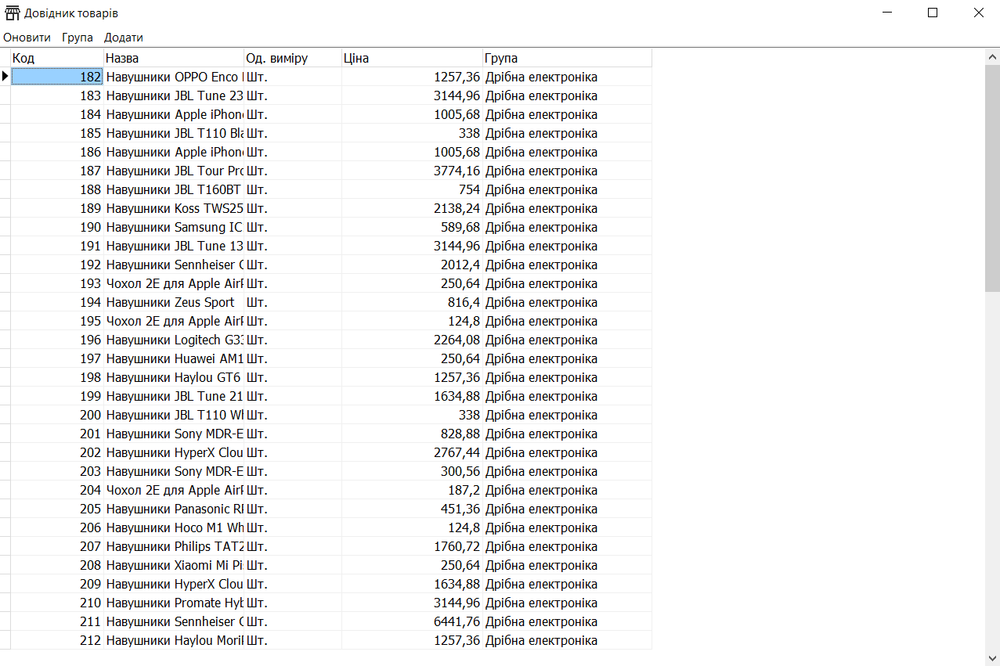 Довідник товарів
Оновити Група Додати
Код Назва Од. виміру Ціна Група
182 Навушники OPPO Enco Шт. 1257,36 Дрібна електроніка
183 Навушники JBL Tune 23 Шт. 3144,96 Дрібна електроніка
184 Навушники Apple iPhon Шт. 1005,68 Дрібна електроніка
185 Навушники JBL T110 Bla Шт. 338 Дрібна електроніка
186 Навушники Apple iPhon Шт. 1005,68 Дрібна електроніка
187 Навушники JBL Tour Pro Шт. 3774,16 Дрібна електроніка
188 Навушники JBL T160BT Шт. 754 Дрібна електроніка
189 Навушники Koss TWS25 Шт. 2138,24 Дрібна електроніка
190 Навушники Samsung IC Шт. 589,68 Дрібна електроніка
191 Навушники JBL Tune 13 Шт. 3144,96 Дрібна електроніка
192 Навушники Sennheiser C Шт. 2012,4 Дрібна електроніка
193 Чохол 2E для Apple AirP Шт. 250,64 Дрібна електроніка
194 Навушники Zeus Sport Шт. 816,4 Дрібна електроніка
195 Чохол 2E для Apple AirP Шт. 124,8 Дрібна електроніка
196 Навушники Logitech G33 Шт. 2264,08 Дрібна електроніка
197 Навушники Huawei AM1 Шт. 250,64 Дрібна електроніка
198 Навушники Haylou GT6 Шт. 1257,36 Дрібна електроніка
199 Навушники JBL Tune 21 Шт. 1634,88 Дрібна електроніка
200 Навушники JBL T110 Wh Шт. 338 Дрібна електроніка
201 Навушники Sony MDR-E Шт. 828,88 Дрібна електроніка
202 Навушники HyperX Clou Шт. 2767,44 Дрібна електроніка
203 Навушники Sony MDR-E Шт. 300,56 Дрібна електроніка
204 Чохол 2E для Apple AirP Шт. 187,2 Дрібна електроніка
205 Навушники Panasonic RP Шт. 451,36 Дрібна електроніка
206 Навушники Hoco M1 Wh Шт. 124,8 Дрібна електроніка
207 Навушники Philips TAT2 Шт. 1760,72 Дрібна електроніка
208 Навушники Xiaomi Mi Pis Шт. 250,64 Дрібна електроніка
209 Навушники HyperX Clou Шт. 1634,88 Дрібна електроніка
210 Навушники Promate Hyb Шт. 3144,96 Дрібна електроніка
211 Навушники Sennheiser C Шт. 6441,76 Дрібна електроніка
212 Навушники Haylou MoriP Шт. 1257,36 Дрібна електроніка